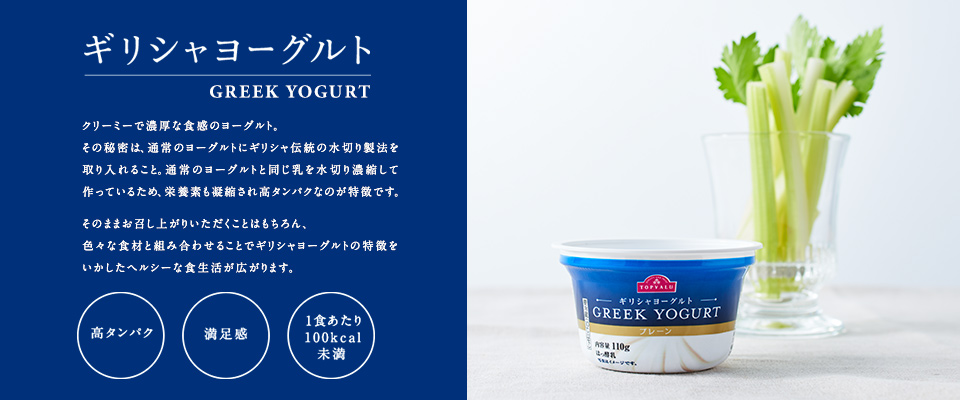 ギリシャヨーグルト
GREEK YOGURT
クリーミーで濃厚な食感のヨーグルト。
その秘密は、通常のヨーグルトにギリシャ伝統の水切り製法を
取り入れること。通常のヨーグルトと同じ乳を水切り濃縮して
作っているため、栄養素も凝縮され高タンパクなのが特徴です。
そのままお召し上がりいただくことはもちろん、
色々な食材と組み合わせることでギリシャヨーグルトの特徴を
いかしたヘルシーな食生活が広がります。
高タンパク
満足感
1食あたり
100kcal
未満
TOPVALU
ギリシャヨーグルト
GREEK YOGURT
プレーン
内容量 110g
はっ酵乳